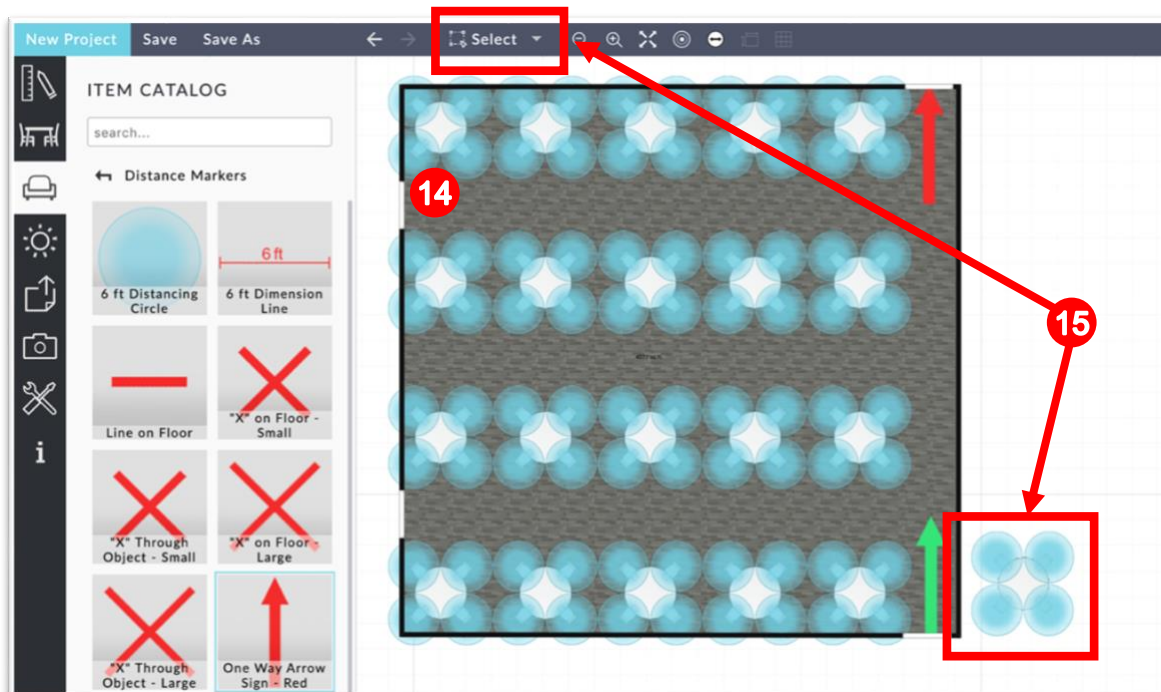 New Project Save Save As Select
ITEM CATALOG
search...
Distance Markers
6 ft
6 ft Distancing
Circle
6 ft Dimension
Line
Line on Floor
"X" on Floor -
Small
"X" Through
Object - Small
"X" on Floor -
Large
"X" Through
Object - Large
One Way Arrow
Sign - Red
i
14
15